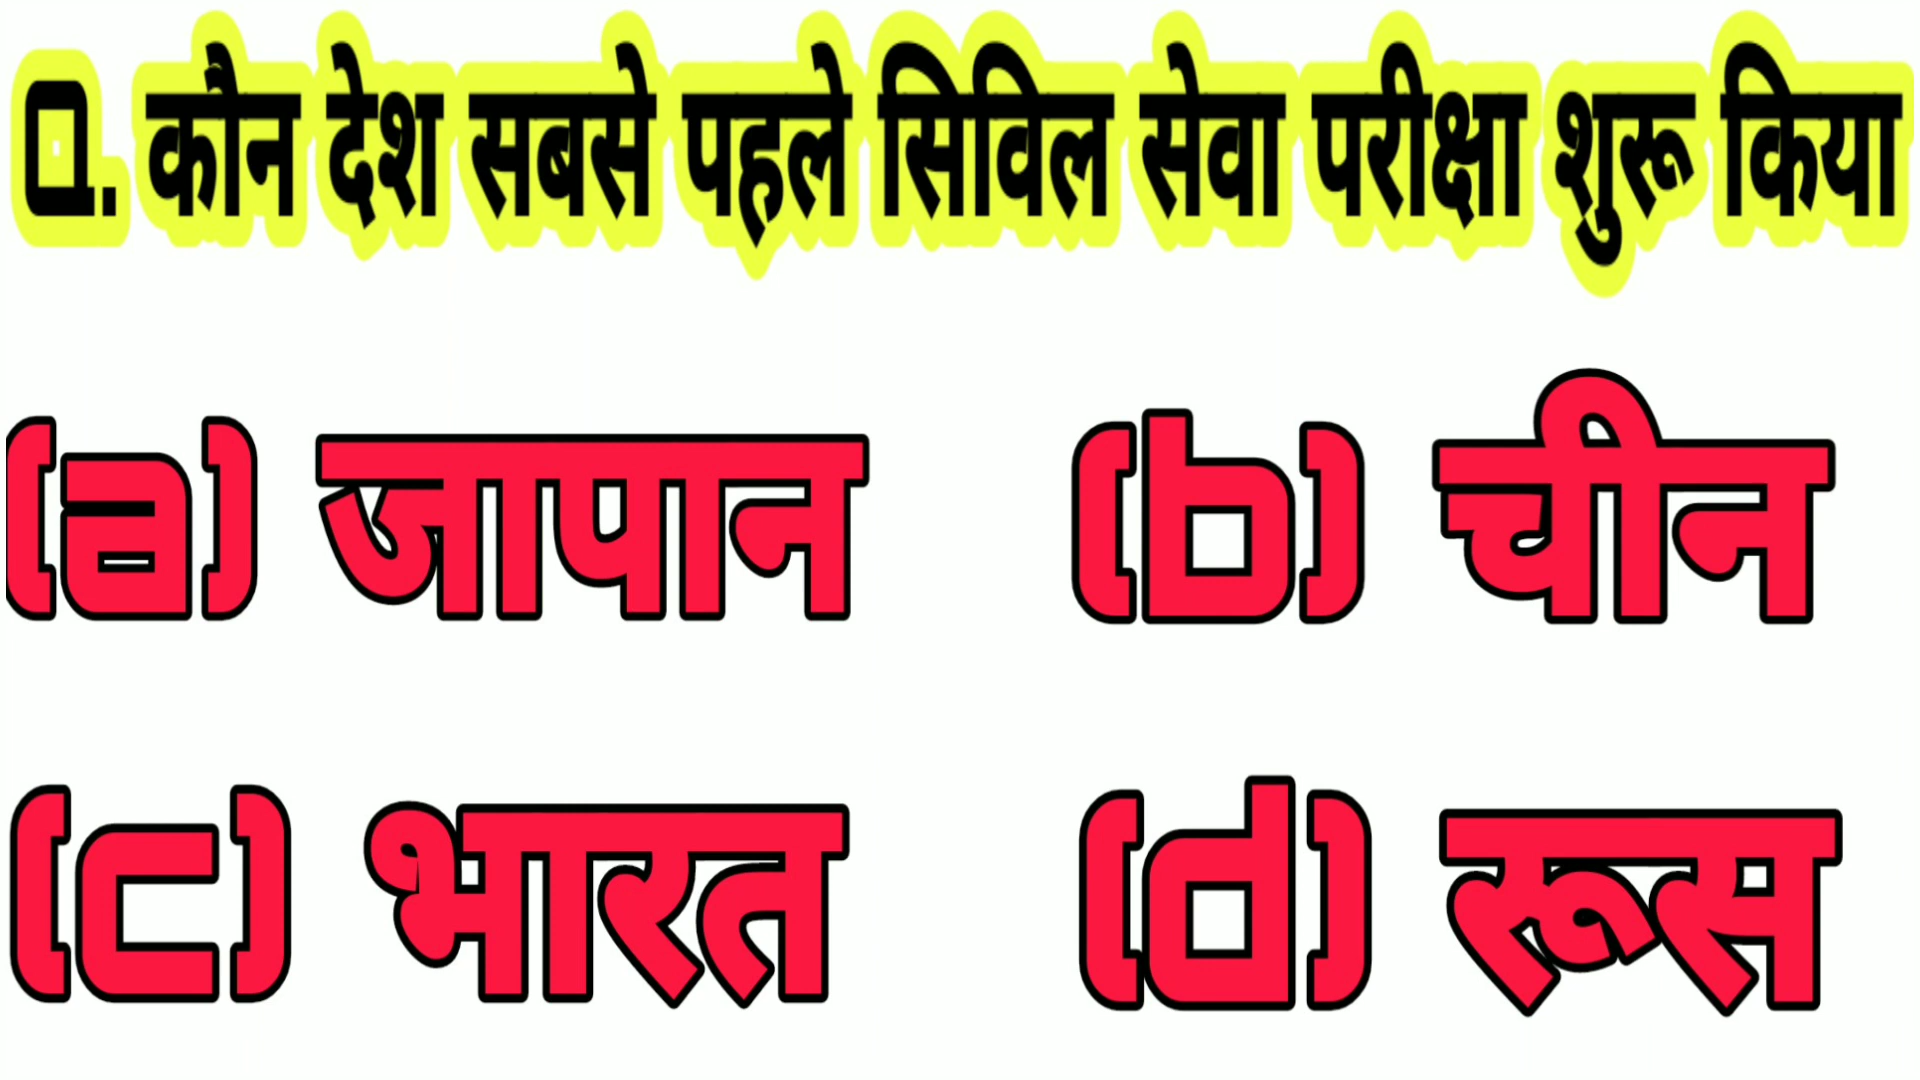 Q. कौन देश सबसे पहले सिविल सेवा परीक्षा शुरू किया
(a) जापान (b) चीन
(c) भारत (d) रूस